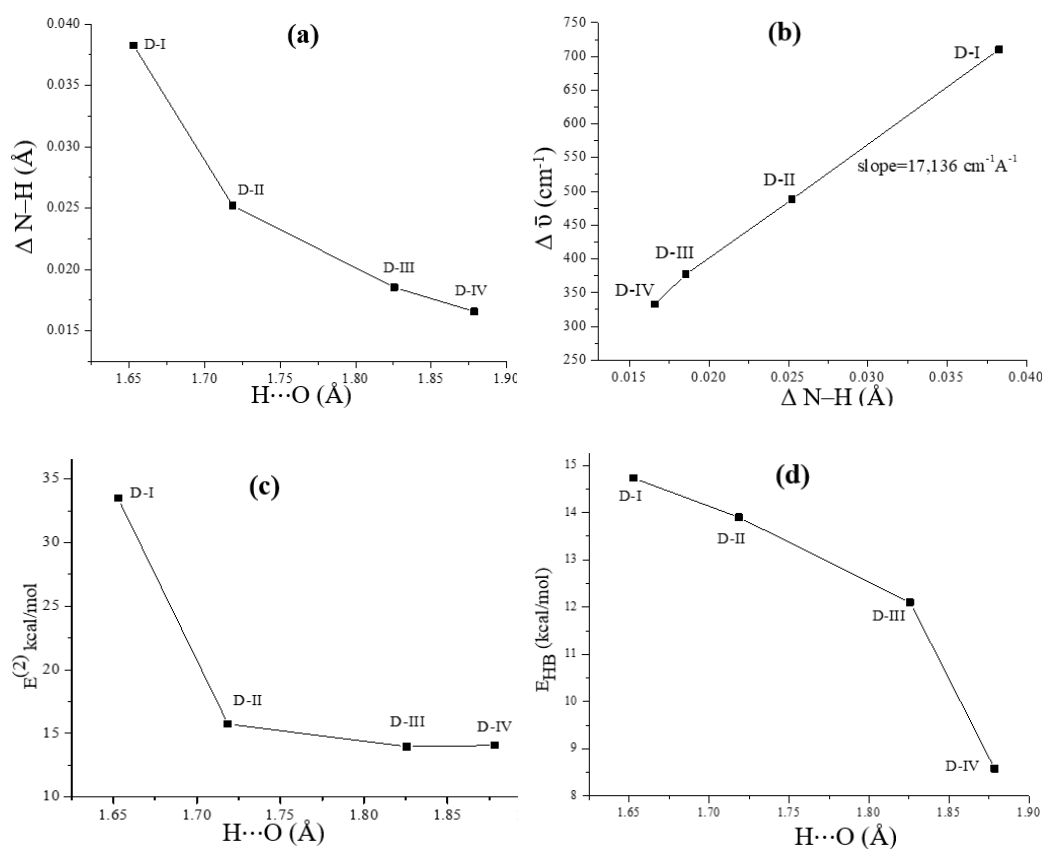 (a)
0.040
0.035
0.030
0.025
0.020
0.015
Δ N–H (Å)
D-I
D-II
D-III
D-IV
1.65
1.70
1.75
1.80
1.85
1.90
H···O (Å)
(b)
750
700
650
600
550
500
450
400
350
300
250
Δ ῡ (cm⁻¹)
D-I
slope=17,136 cm⁻¹A⁻¹
D-II
D-III
D-IV
0.015
0.020
0.025
0.030
0.035
0.040
Δ N–H (Å)
(c)
35
30
25
20
15
10
E⁽²⁾ kcal/mol
D-I
D-II
D-III
D-IV
1.65
1.70
1.75
1.80
1.85
H···O (Å)
(d)
15
14
13
12
11
10
9
8
E_HB (kcal/mol)
D-I
D-II
D-III
D-IV
1.65
1.70
1.75
1.80
1.85
1.90
H···O (Å)